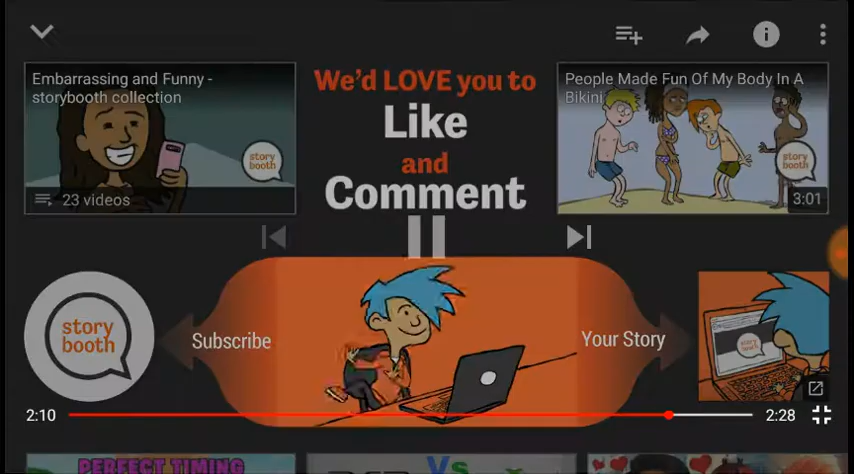 Embarrassing and Funny -
storybooth collection
We'd LOVE you to
Like
and
Comment
People Made Fun Of My Body In A
Bikini
story
booth
story
booth
23 videos
3:01
story
booth
Subscribe
Your Story
2:10
2:28
PERFECT TIMING
Vs